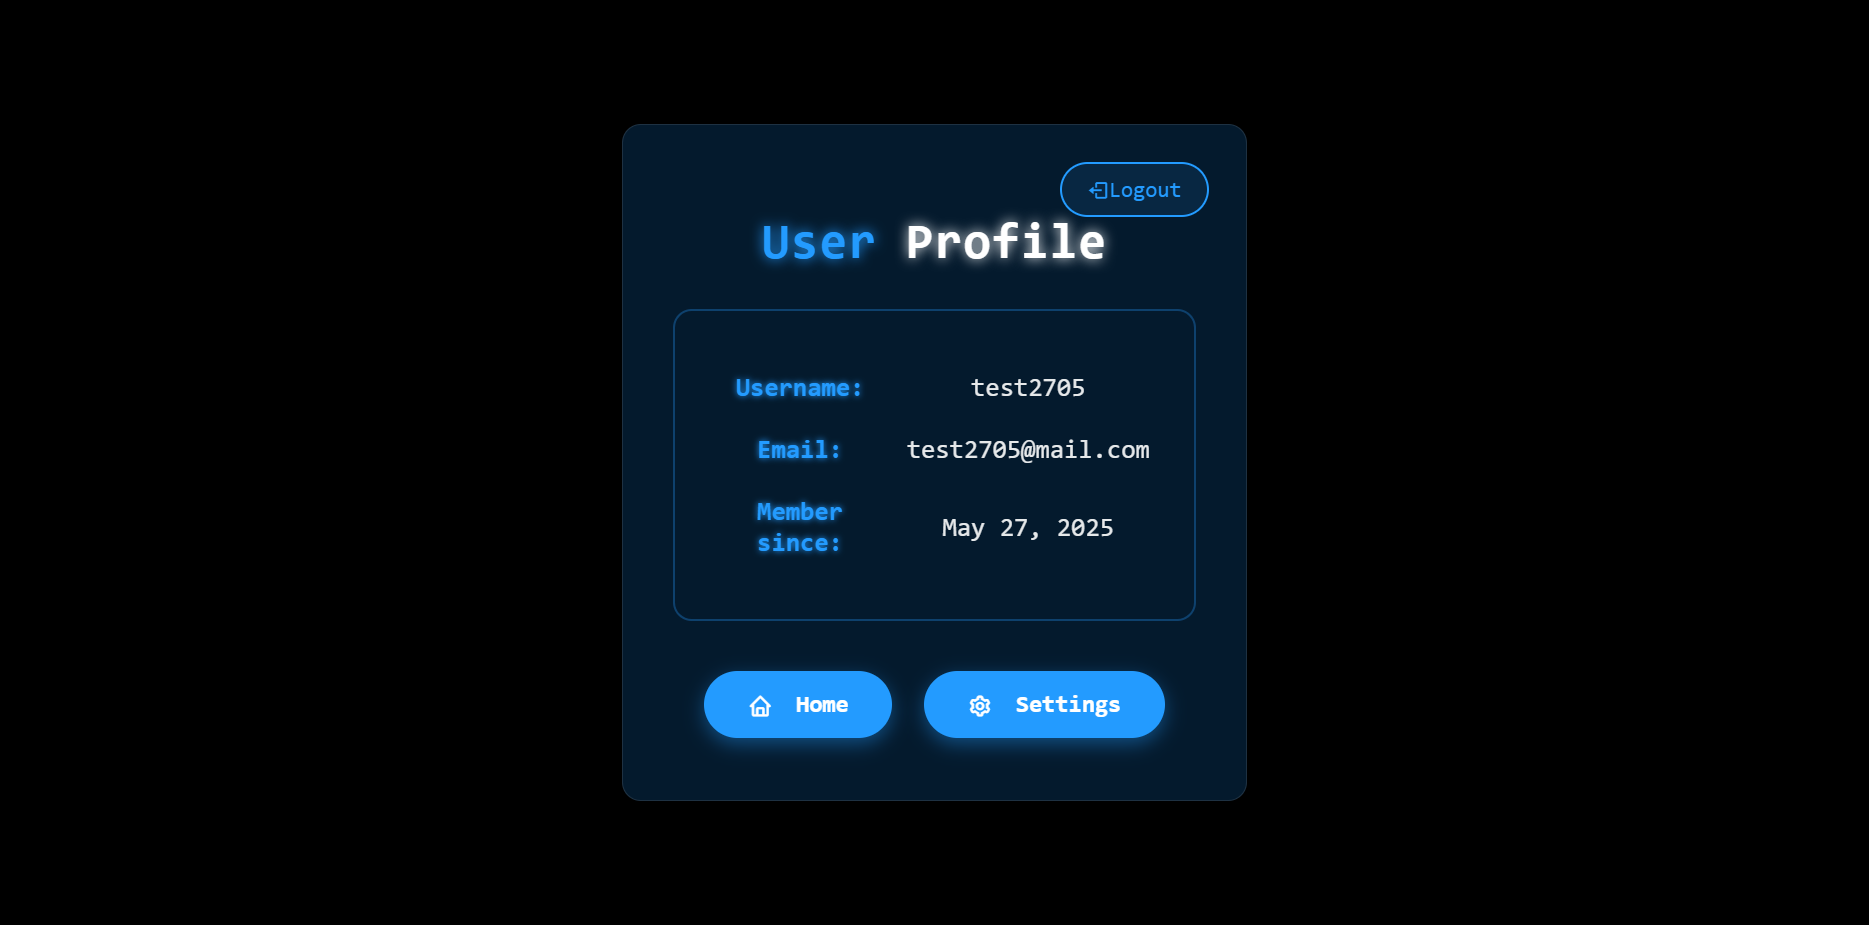 Logout
User Profile
Username: test2705
Email: test2705@mail.com
Member
since: May 27, 2025
Home Settings